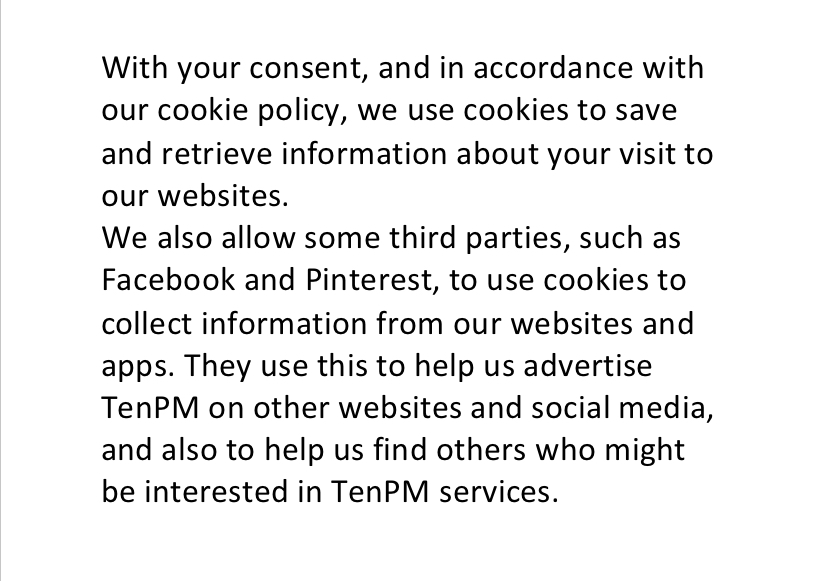 With your consent, and in accordance with
our cookie policy, we use cookies to save
and retrieve information about your visit to
our websites.
We also allow some third parties, such as
Facebook and Pinterest, to use cookies to
collect information from our websites and
apps. They use this to help us advertise
TenPM on other websites and social media,
and also to help us find others who might
be interested in TenPM services.